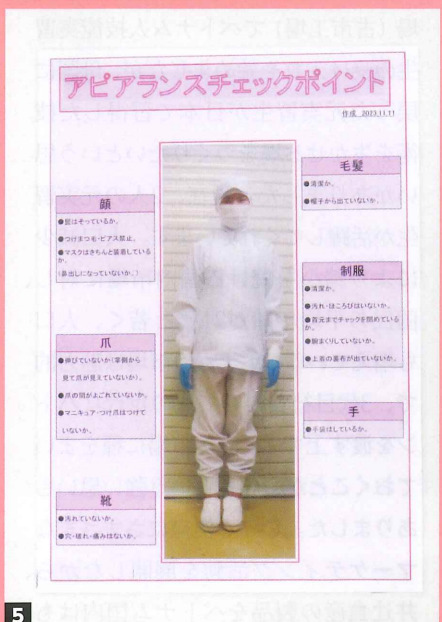 アピアランスチェックポイント
作成 2023.11.11
顔
●髭はそっているか。
●つけまつ毛・ピアス禁止。
●マスクはきちんと装着している
か。
(鼻出しになっていないか。)
爪
●伸びていないか(掌側から
見て爪が見えていないか)。
●爪の間がよごれていないか。
●マニキュア・つけ爪はつけて
いないか。
靴
●汚れていないか。
●穴・破れ・痛みはないか。
毛髪
●清潔か。
●帽子から出ていないか。
制服
●清潔か。
●汚れ・ほころびはないか。
●首元までチャックを閉めている
か。
●腕まくりしていないか。
●上着の裏布が出ていないか。
手
●手袋はしているか。
5